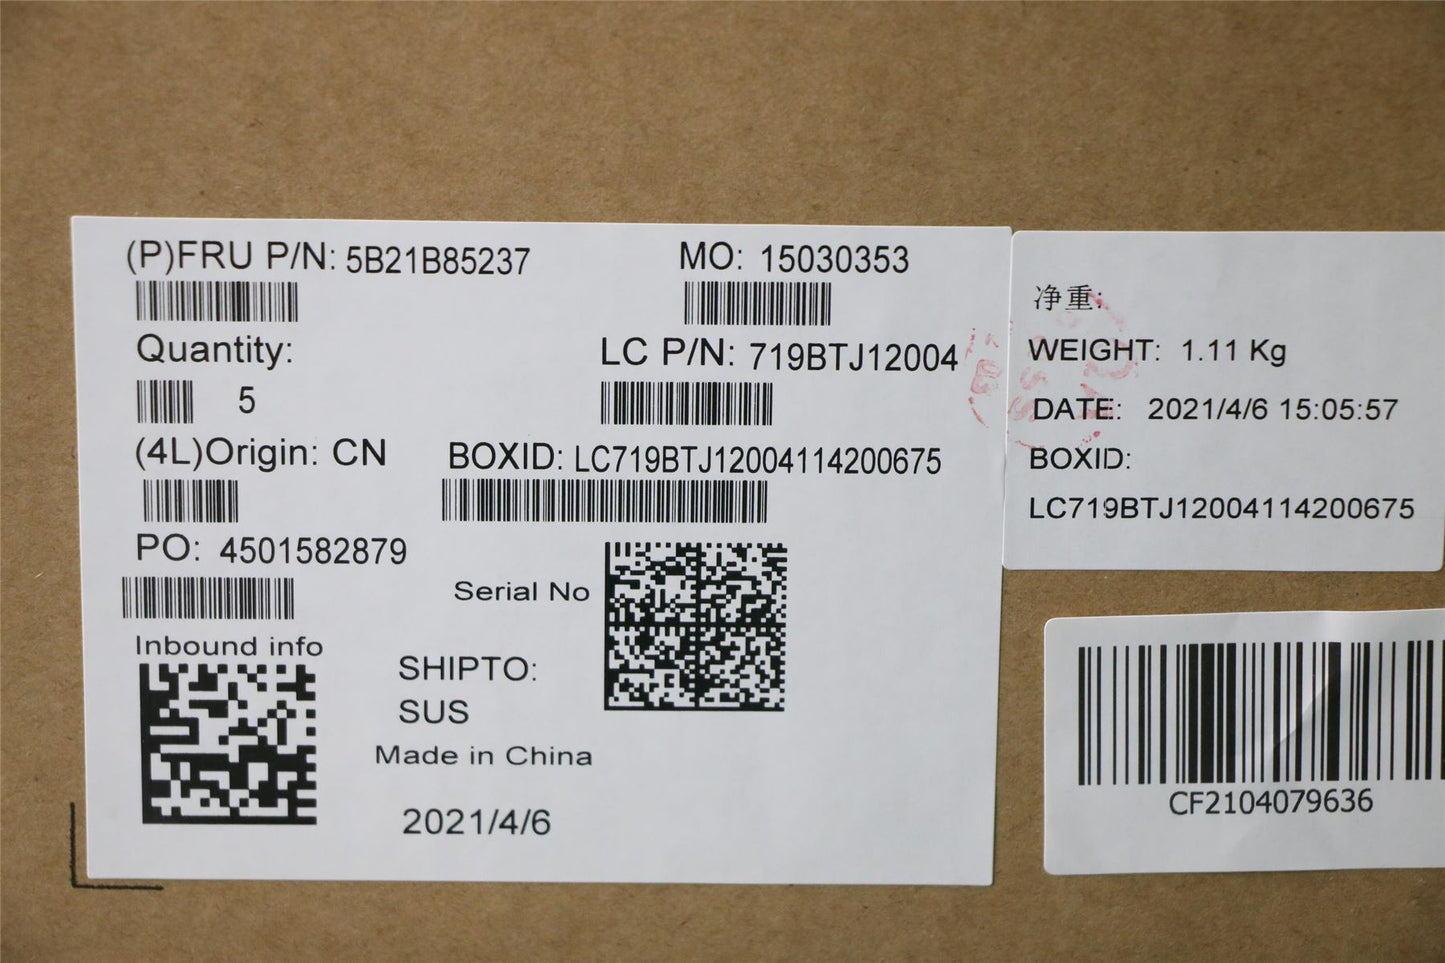 (P)FRU P/N: 5B21B85237
MO: 15030353
Quantity:
5
LC P/N: 719BTJ12004
(4L)Origin: CN
BOXID: LC719BTJ12004114200675
PO: 4501582879
Serial No
Inbound info
SHIPTO:
SUS
Made in China
2021/4/6
净重:
WEIGHT: 1.11 Kg
DATE: 2021/4/6 15:05:57
BOXID:
LC719BTJ12004114200675
CF2104079636